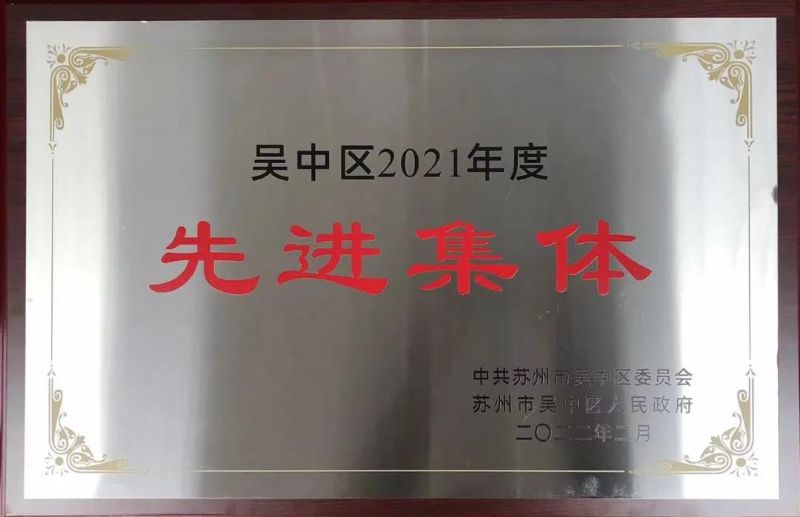 吴中区2021年度
先进集体
中共苏州市吴中区委员会
苏州市吴中区人民政府
二〇二二年二月